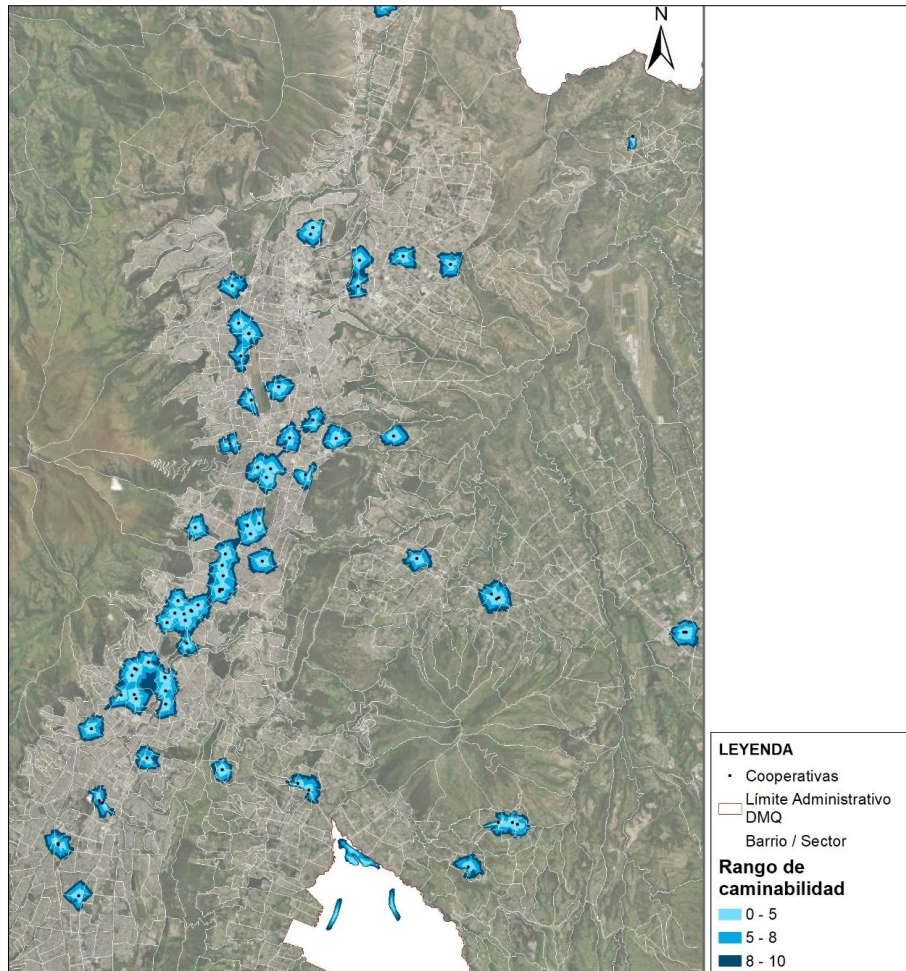 N
LEYENDA
Cooperativas
Límite Administrativo
DMQ
Barrio / Sector
Rango de
caminabilidad
0 - 5
5 - 8
8 - 10